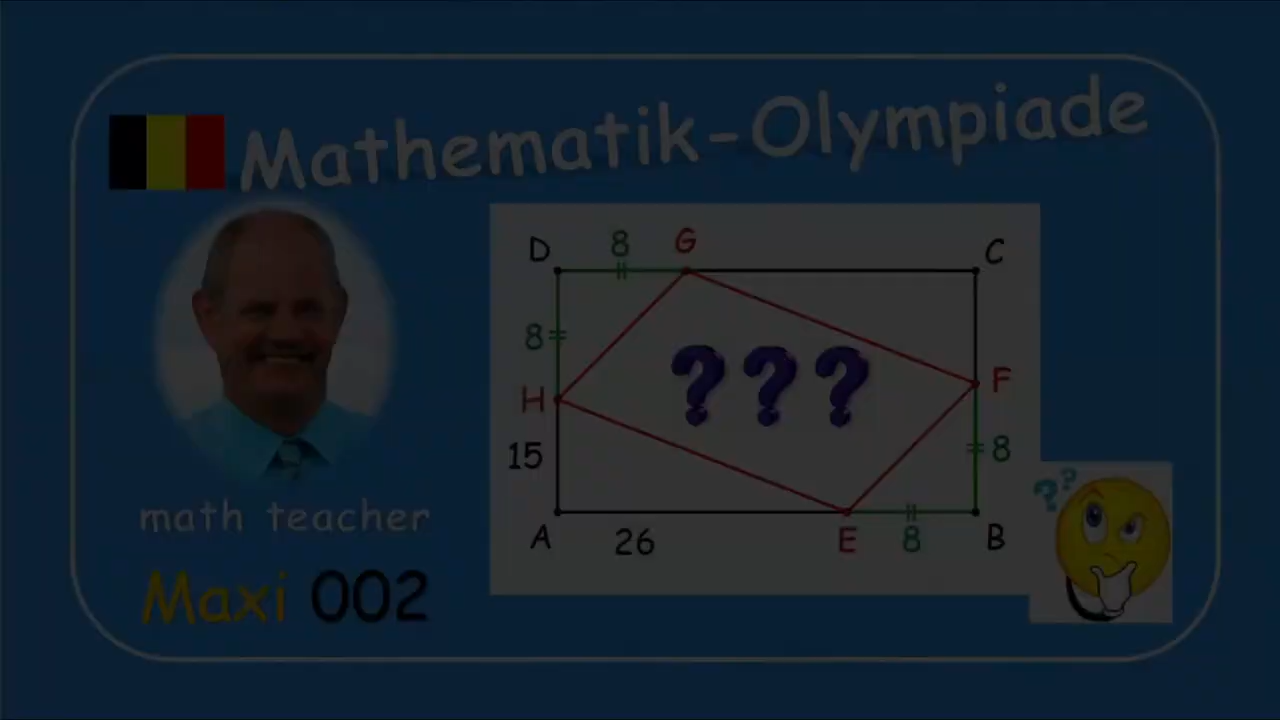 Mathematik-Olympiade
D 8 G C
8
? ? ?
H F
15 8
A 26 E 8 B
? ?
math teacher
Maxi 002